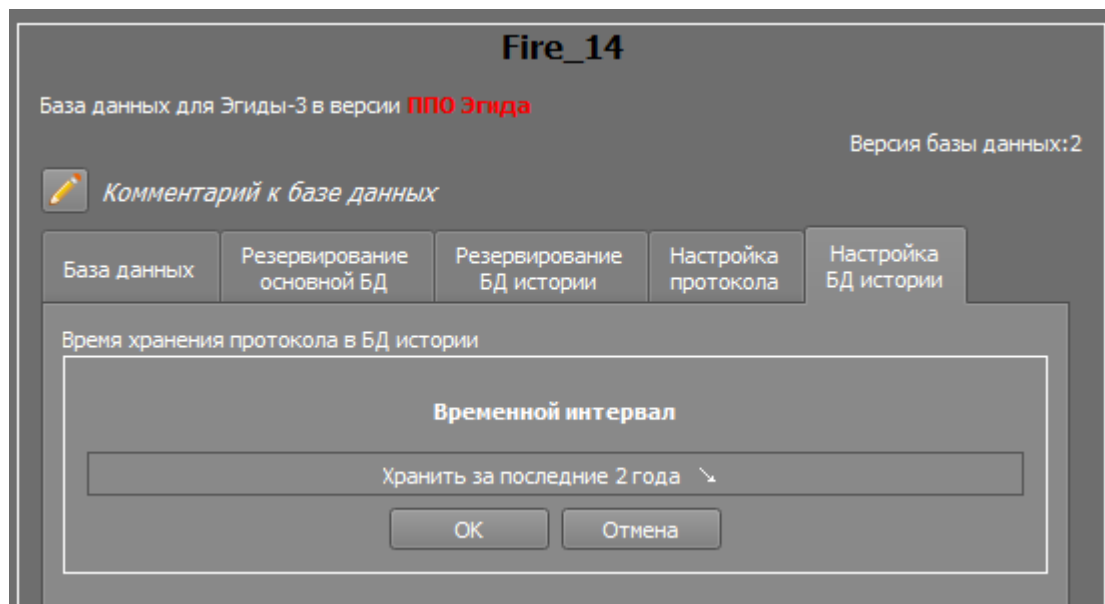 Fire_14
База данных для Эгиды-3 в версии ППО Эгида
Версия базы данных:2
Комментарий к базе данных
База данных
Резервирование
основной БД
Резервирование
БД истории
Настройка
протокола
Настройка
БД истории
Время хранения протокола в БД истории
Временной интервал
Хранить за последние 2 года
ОК
Отмена